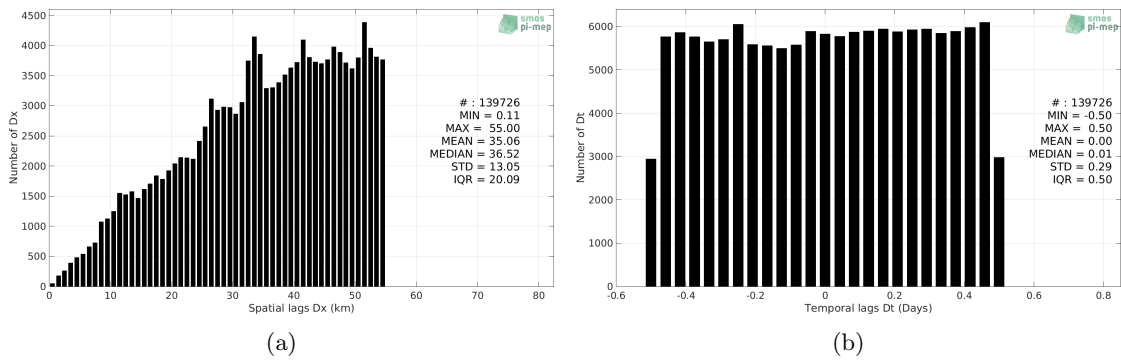 4500
4000
3500
3000
2500
2000
1500
1000
500
0
Number of Dx
0 10 20 30 40 50 60 70 80
Spatial lags Dx (km)
smos
pi-mep
# : 139726
MIN = 0.11
MAX = 55.00
MEAN = 35.06
MEDIAN = 36.52
STD = 13.05
IQR = 20.09
(a)
6000
5000
4000
3000
2000
1000
0
Number of Dt
-0.6 -0.4 -0.2 0 0.2 0.4 0.6 0.8
Temporal lags Dt (Days)
smos
pi-mep
# : 139726
MIN = -0.50
MAX = 0.50
MEAN = 0.00
MEDIAN = 0.01
STD = 0.29
IQR = 0.50
(b)